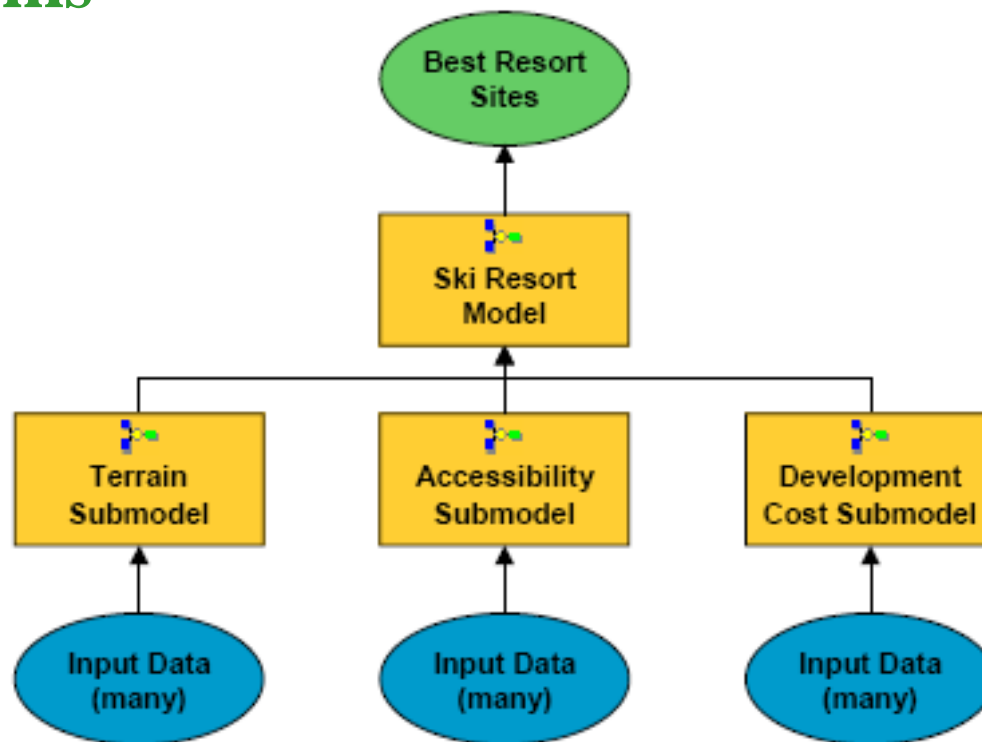 Best Resort
Sites
Ski Resort
Model
Terrain
Submodel
Accessibility
Submodel
Development
Cost Submodel
Input Data
(many)
Input Data
(many)
Input Data
(many)